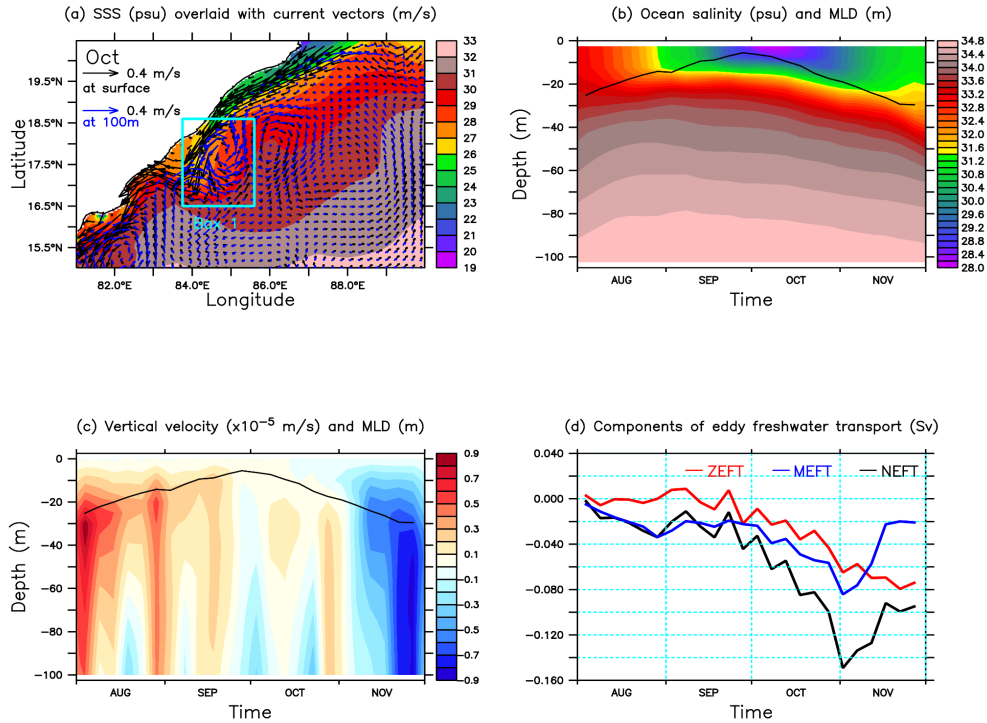 (a) SSS (psu) overlaid with current vectors (m/s)
Oct
0.4 m/s
at surface
0.4 m/s
at 100m
Box 1
19.5°N
18.5°N
17.5°N
16.5°N
15.5°N
Latitude
82.0°E 84.0°E 86.0°E 88.0°E
Longitude
33
32
31
30
29
28
27
26
25
24
23
22
21
20
19
(b) Ocean salinity (psu) and MLD (m)
0
−20
−40
−60
−80
−100
Depth (m)
AUG SEP OCT NOV
Time
34.8
34.4
34.0
33.6
33.2
32.8
32.4
32.0
31.6
31.2
30.8
30.4
30.0
29.6
29.2
28.8
28.4
28.0
(c) Vertical velocity (x10⁻⁵ m/s) and MLD (m)
0
−20
−40
−60
−80
−100
Depth (m)
AUG SEP OCT NOV
Time
0.9
0.7
0.5
0.3
0.1
−0.1
−0.3
−0.5
−0.7
−0.9
(d) Components of eddy freshwater transport (Sv)
ZEFT MEFT NEFT
0.040
0.000
−0.040
−0.080
−0.120
−0.160
AUG SEP OCT NOV
Time